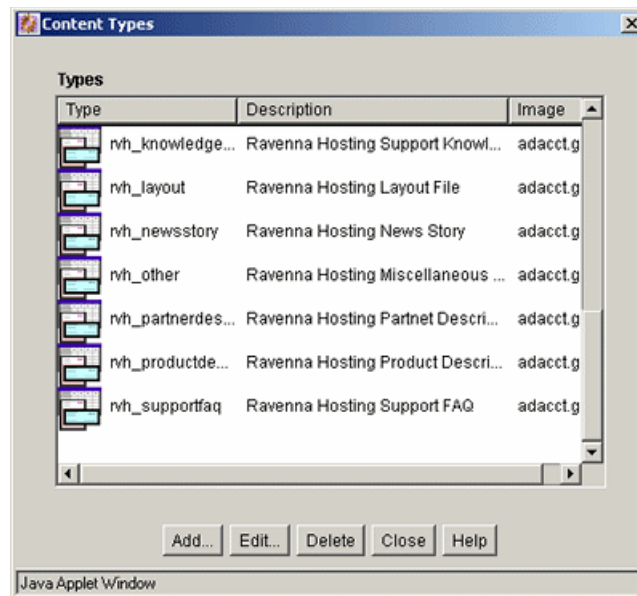 Content Types
Types
Type Description Image
rvh_knowledge... Ravenna Hosting Support Knowl... adacct.g
rvh_layout Ravenna Hosting Layout File adacct.g
rvh_newsstory Ravenna Hosting News Story adacct.g
rvh_other Ravenna Hosting Miscellaneous ... adacct.g
rvh_partnerdes... Ravenna Hosting Partnet Descri... adacct.g
rvh_productde... Ravenna Hosting Product Descri... adacct.g
rvh_supportfaq Ravenna Hosting Support FAQ adacct.g
Add... Edit... Delete Close Help
Java Applet Window